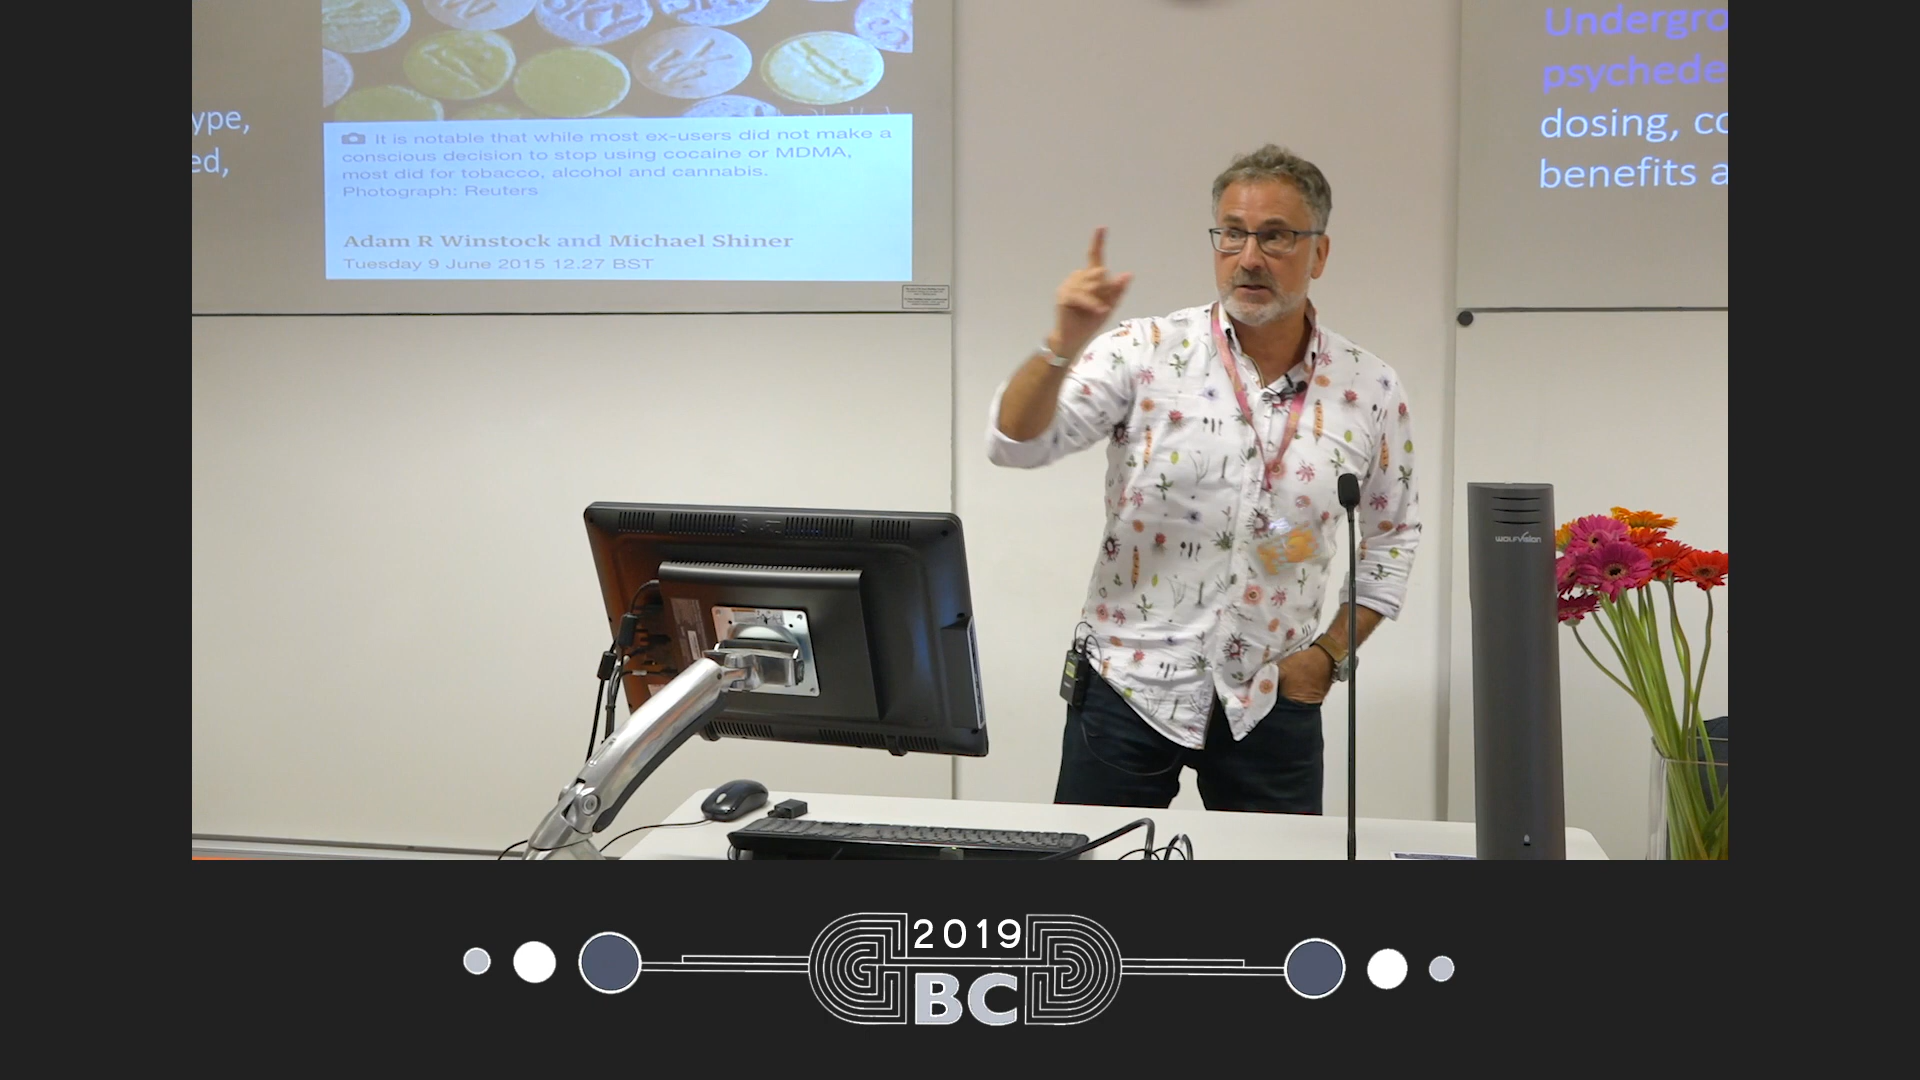 ype,
ed,
It is notable that while most ex-users did not make a
conscious decision to stop using cocaine or MDMA,
most did for tobacco, alcohol and cannabis.
Photograph: Reuters
Adam R Winstock and Michael Shiner
Tuesday 9 June 2015 12.27 BST
Undergro
psychede
dosing, co
benefits a
wolfvision
2019
BC